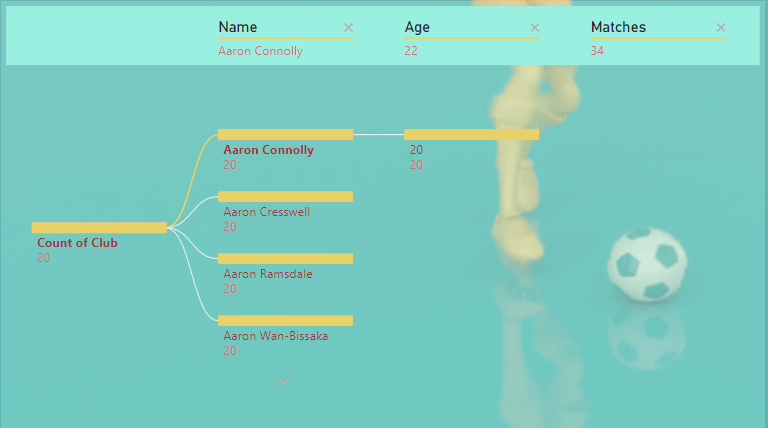 Name
Age
Matches
Aaron Connolly
22
34
Aaron Connolly
20
20
20
Aaron Cresswell
20
Count of Club
20
Aaron Ramsdale
20
Aaron Wan-Bissaka
20